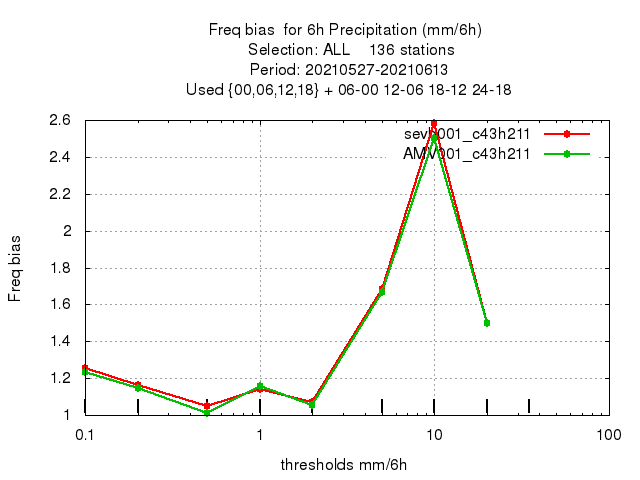 Freq bias  for 6h Precipitation (mm/6h)
Selection: ALL    136 stations
Period: 20210527-20210613
Used {00,06,12,18} + 06-00 12-06 18-12 24-18
2.6
2.4
2.2
2
1.8
1.6
1.4
1.2
1
Freq bias
AMV001_c43h211
0.1 1 10 100
thresholds mm/6h